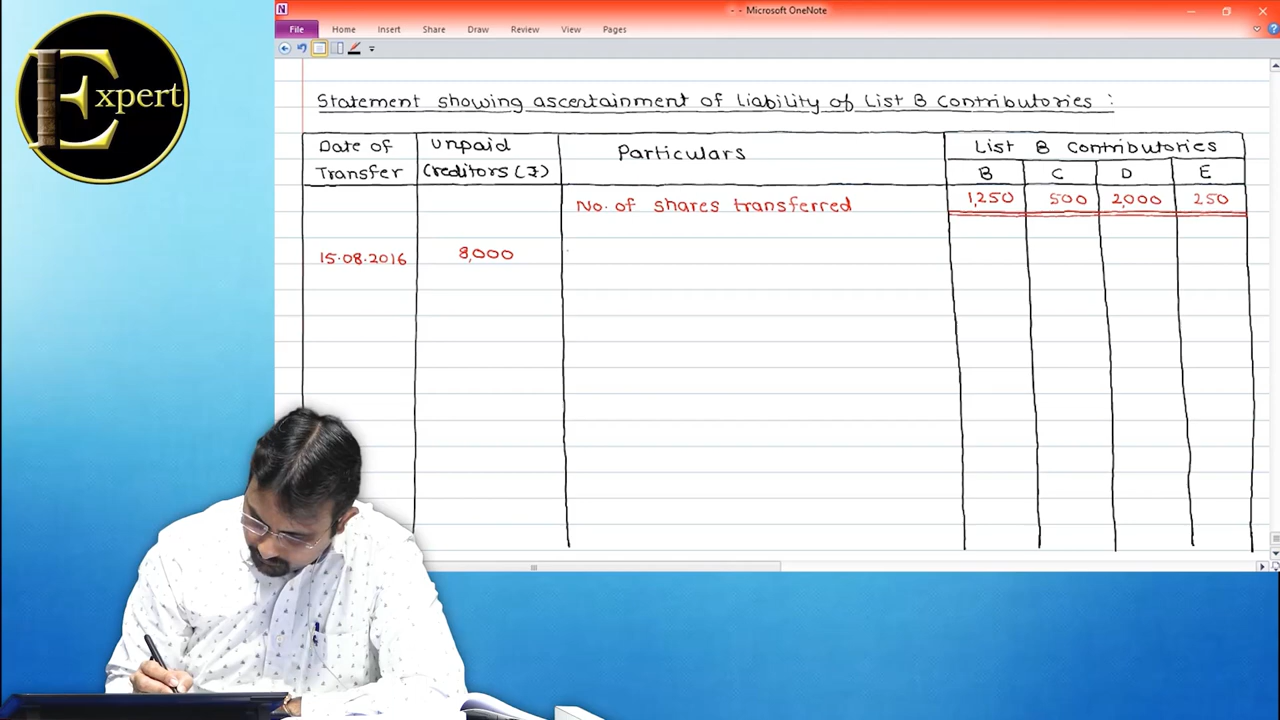 Expert
- - Microsoft OneNote
File Home Insert Share Draw Review View Pages
Statement showing ascertainment of liability of List B Contributories :
Date of Transfer
Unpaid Creditors (₹)
Particulars
List B Contributories
B C D E
No. of shares transferred 1,250 500 2,000 250
15.08.2016 8,000